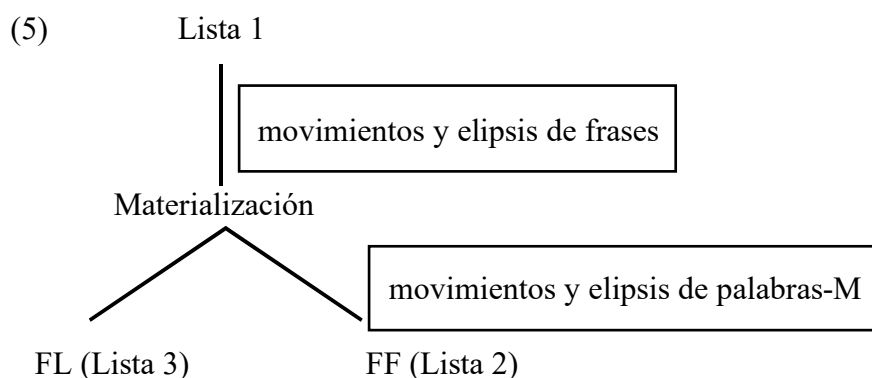 (5) Lista 1
movimientos y elipsis de frases
Materialización
movimientos y elipsis de palabras-M
FL (Lista 3) FF (Lista 2)